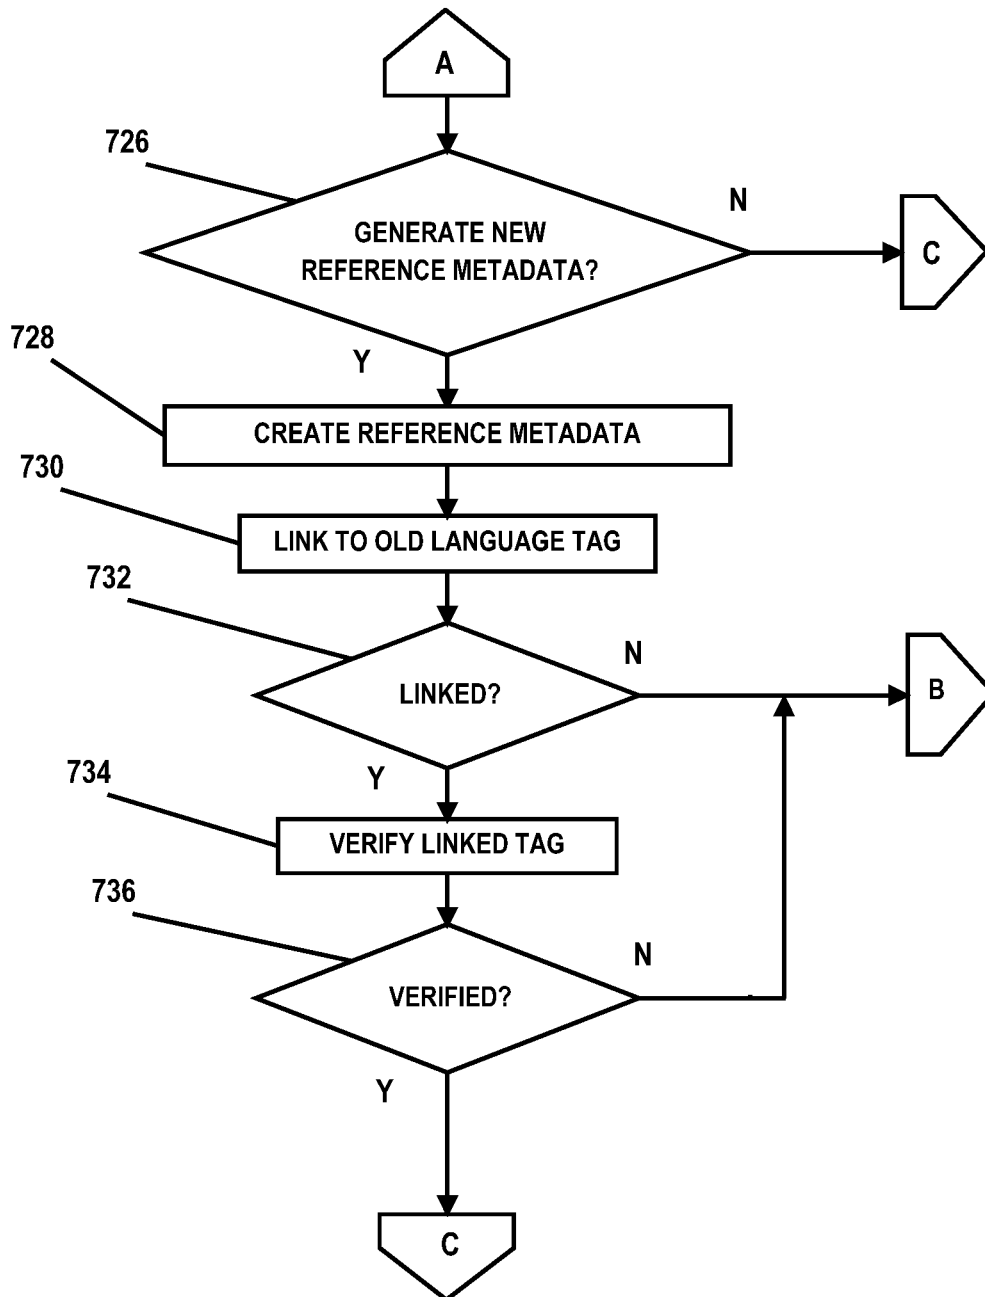 A
726
GENERATE NEW
REFERENCE METADATA?
N
C
Y
728
CREATE REFERENCE METADATA
730
LINK TO OLD LANGUAGE TAG
732
LINKED?
N
B
Y
734
VERIFY LINKED TAG
736
VERIFIED?
N
Y
C